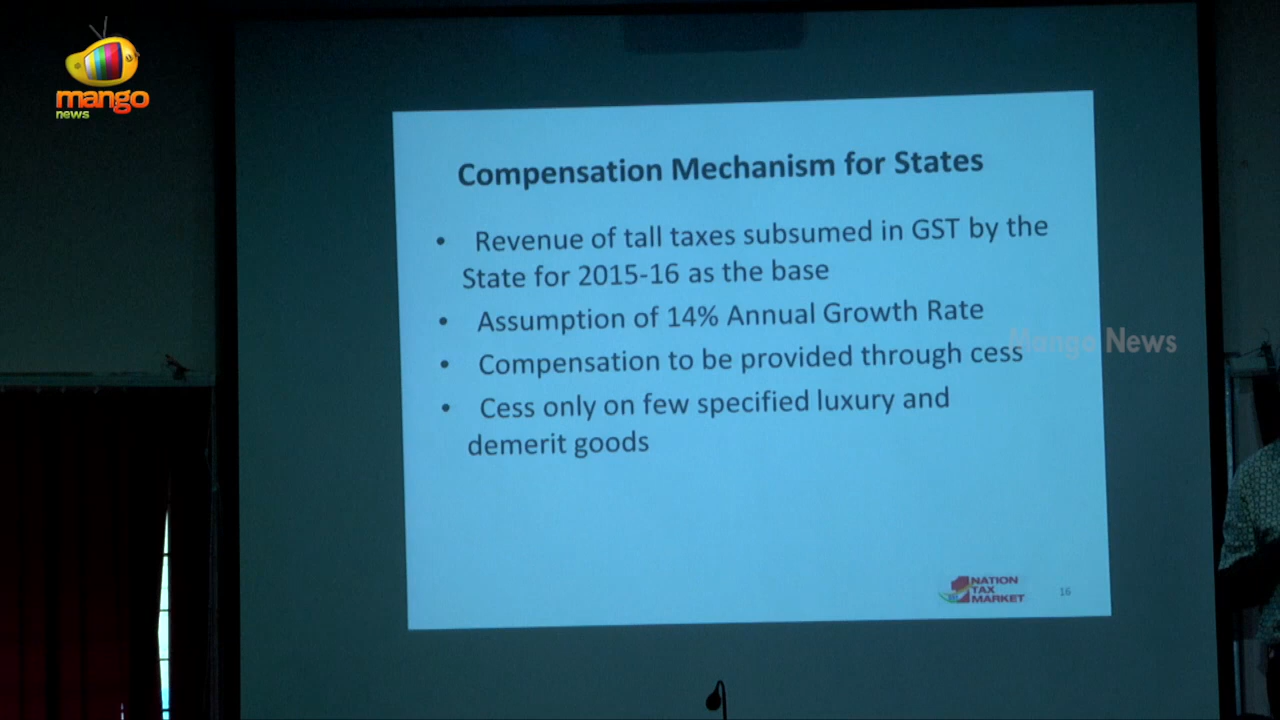 mango
news
Compensation Mechanism for States
• Revenue of tall taxes subsumed in GST by the
State for 2015-16 as the base
• Assumption of 14% Annual Growth Rate
• Compensation to be provided through cess
• Cess only on few specified luxury and
demerit goods
Mango News
1 NATION
TAX
MARKET
16